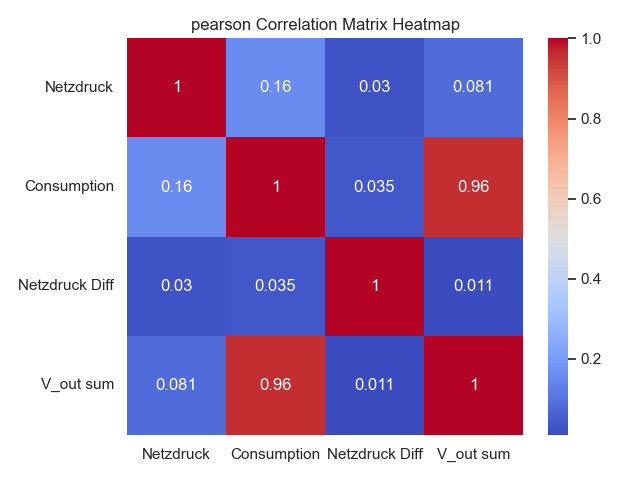 pearson Correlation Matrix Heatmap
Netzdruck 1 0.16 0.03 0.081
Consumption 0.16 1 0.035 0.96
Netzdruck Diff 0.03 0.035 1 0.011
V_out sum 0.081 0.96 0.011 1
Netzdruck Consumption Netzdruck Diff V_out sum
1.0
0.8
0.6
0.4
0.2